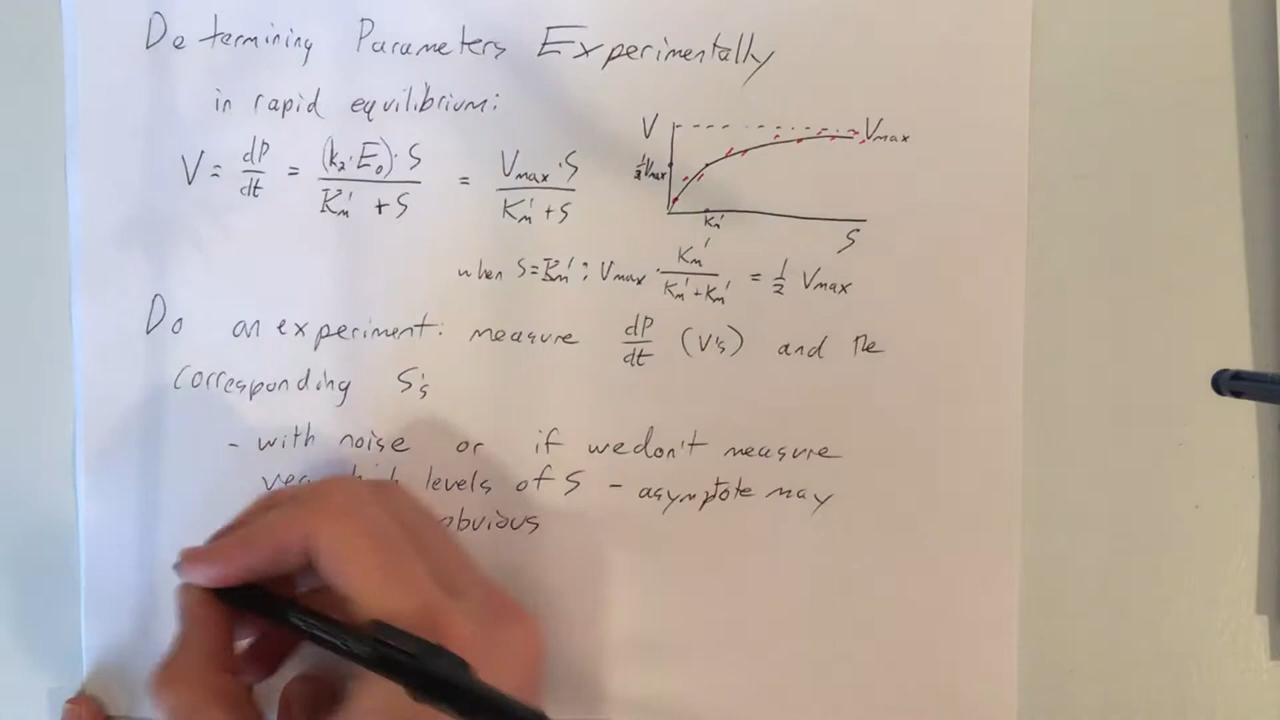 Determining Parameters Experimentally
in rapid equilibrium:
V = dP/dt = (k₂·E₀)·S / (Kₘ' + S) = Vmax·S / (Kₘ' + S)
V
Vmax
½Vmax
Kₘ'
S
when S=Kₘ' : Vmax · Kₘ' / (Kₘ'+Kₘ') = ½ Vmax
Do an experiment: measure dP/dt (V's) and the
corresponding S's
- with noise or if we don't measure
levels of S - asymptote may
obvious